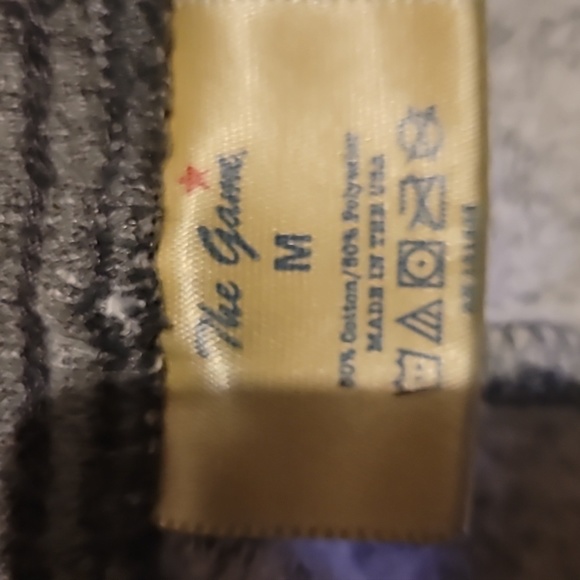 The Game
M
50% Cotton/50% Polyester
MADE IN THE USA